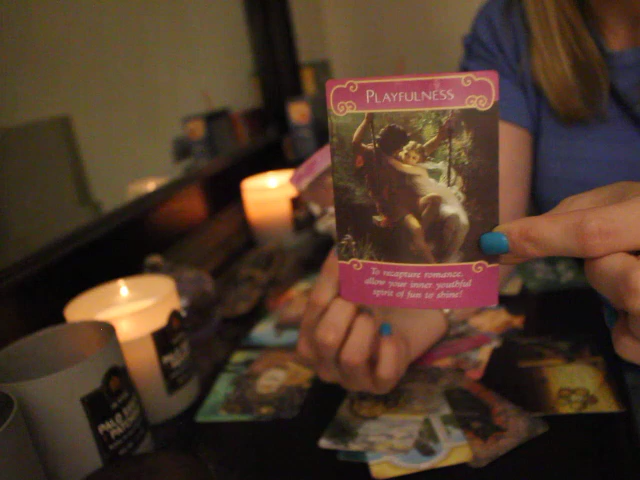 PLAYFULNESS
To recapture romance,
allow your inner youthful
spirit of fun to shine!